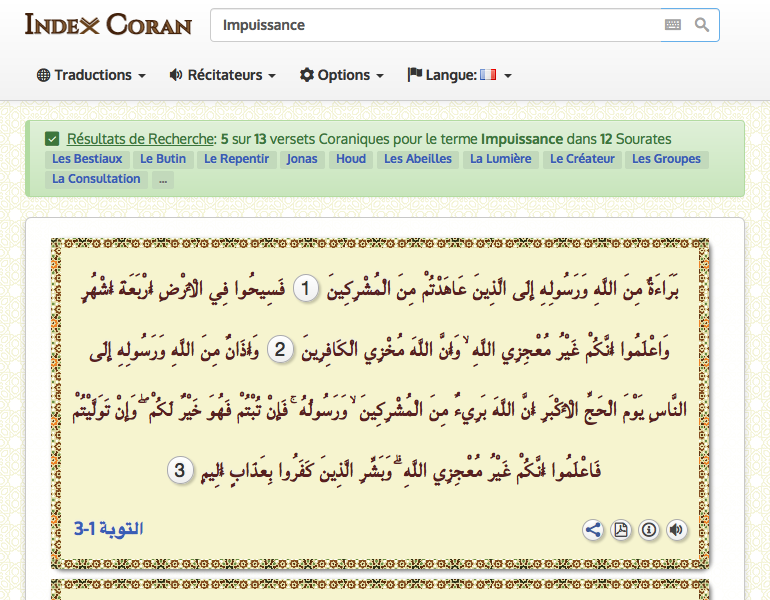 INDEX CORAN
Impuissance
Traductions Récitateurs Options Langue:
Résultats de Recherche: 5 sur 13 versets Coraniques pour le terme Impuissance dans 12 Sourates
Les Bestiaux Le Butin Le Repentir Jonas Houd Les Abeilles La Lumière Le Créateur Les Groupes
La Consultation ...
بَرَاءَةٌ مِنَ اللَّهِ وَرَسُولِهِ إِلَى الَّذِينَ عَاهَدْتُمْ مِنَ الْمُشْرِكِينَ 1 فَسِيحُوا فِي الْأَرْضِ أَرْبَعَةَ أَشْهُرٍ
وَاعْلَمُوا أَنَّكُمْ غَيْرُ مُعْجِزِي اللَّهِ ۙ وَأَنَّ اللَّهَ مُخْزِي الْكَافِرِينَ 2 وَأَذَانٌ مِنَ اللَّهِ وَرَسُولِهِ إِلَى
النَّاسِ يَوْمَ الْحَجِّ الْأَكْبَرِ أَنَّ اللَّهَ بَرِيءٌ مِنَ الْمُشْرِكِينَ ۙ وَرَسُولُهُ ۚ فَإِنْ تُبْتُمْ فَهُوَ خَيْرٌ لَكُمْ ۖ وَإِنْ تَوَلَّيْتُمْ
فَاعْلَمُوا أَنَّكُمْ غَيْرُ مُعْجِزِي اللَّهِ ۗ وَبَشِّرِ الَّذِينَ كَفَرُوا بِعَذَابٍ أَلِيمٍ 3
التوبة 1-3